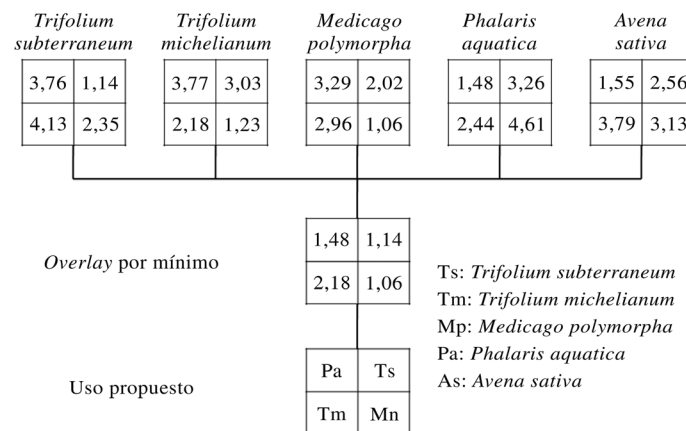 Trifolium subterraneum
Trifolium michelianum
Medicago polymorpha
Phalaris aquatica
Avena sativa
3,76 1,14 3,77 3,03 3,29 2,02 1,48 3,26 1,55 2,56
4,13 2,35 2,18 1,23 2,96 1,06 2,44 4,61 3,79 3,13
Overlay por mínimo
1,48 1,14
2,18 1,06
Ts: Trifolium subterraneum
Tm: Trifolium michelianum
Mp: Medicago polymorpha
Pa: Phalaris aquatica
As: Avena sativa
Uso propuesto
Pa Ts
Tm Mn